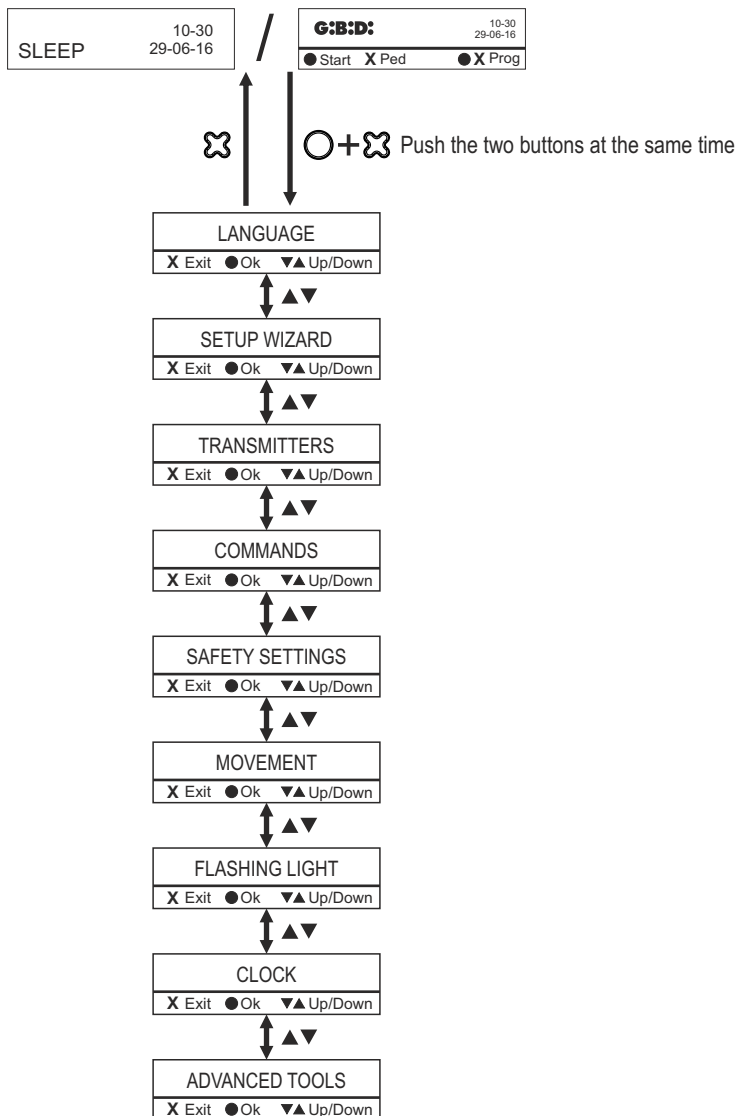 10-30
SLEEP 29-06-16
/
G:B:D: 10-30
29-06-16
● Start X Ped ● X Prog
+ Push the two buttons at the same time
LANGUAGE
X Exit ● Ok ▼▲ Up/Down
▲▼
SETUP WIZARD
X Exit ● Ok ▼▲ Up/Down
▲▼
TRANSMITTERS
X Exit ● Ok ▼▲ Up/Down
▲▼
COMMANDS
X Exit ● Ok ▼▲ Up/Down
▲▼
SAFETY SETTINGS
X Exit ● Ok ▼▲ Up/Down
▲▼
MOVEMENT
X Exit ● Ok ▼▲ Up/Down
▲▼
FLASHING LIGHT
X Exit ● Ok ▼▲ Up/Down
▲▼
CLOCK
X Exit ● Ok ▼▲ Up/Down
▲▼
ADVANCED TOOLS
X Exit ● Ok ▼▲ Up/Down